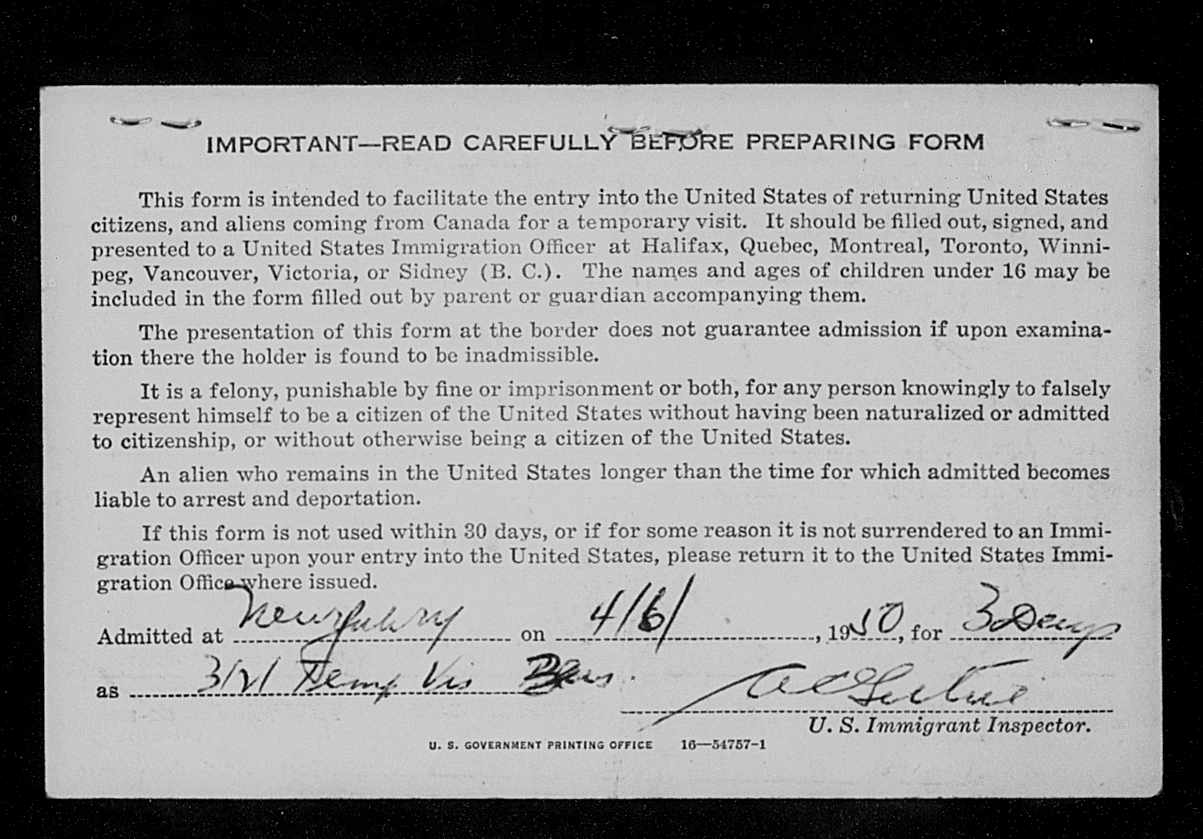 IMPORTANT—READ CAREFULLY BEFORE PREPARING FORM
This form is intended to facilitate the entry into the United States of returning United States
citizens, and aliens coming from Canada for a temporary visit. It should be filled out, signed, and
presented to a United States Immigration Officer at Halifax, Quebec, Montreal, Toronto, Winni-
peg, Vancouver, Victoria, or Sidney (B. C.). The names and ages of children under 16 may be
included in the form filled out by parent or guardian accompanying them.
The presentation of this form at the border does not guarantee admission if upon examina-
tion there the holder is found to be inadmissible.
It is a felony, punishable by fine or imprisonment or both, for any person knowingly to falsely
represent himself to be a citizen of the United States without having been naturalized or admitted
to citizenship, or without otherwise being a citizen of the United States.
An alien who remains in the United States longer than the time for which admitted becomes
liable to arrest and deportation.
If this form is not used within 30 days, or if for some reason it is not surrendered to an Immi-
gration Officer upon your entry into the United States, please return it to the United States Immi-
gration Office where issued.
Admitted at on 4/6/, 1950, for 3
as Temp Vis
U. S. Immigrant Inspector.
U. S. GOVERNMENT PRINTING OFFICE 16—54757-1